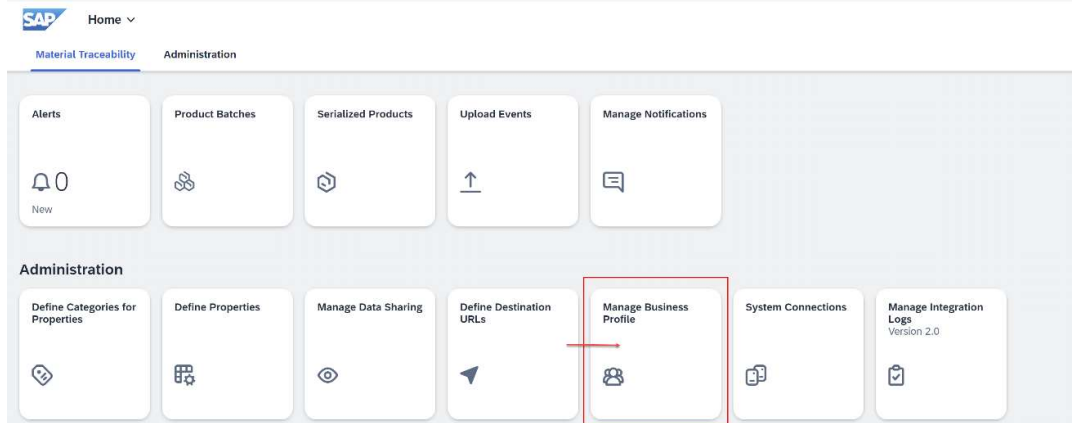 SAP Home
Material Traceability Administration
Alerts Product Batches Serialized Products Upload Events Manage Notifications
0
New
Administration
Define Categories for Define Properties Manage Data Sharing Define Destination Manage Business System Connections Manage Integration
Properties URLs Profile Logs
Version 2.0